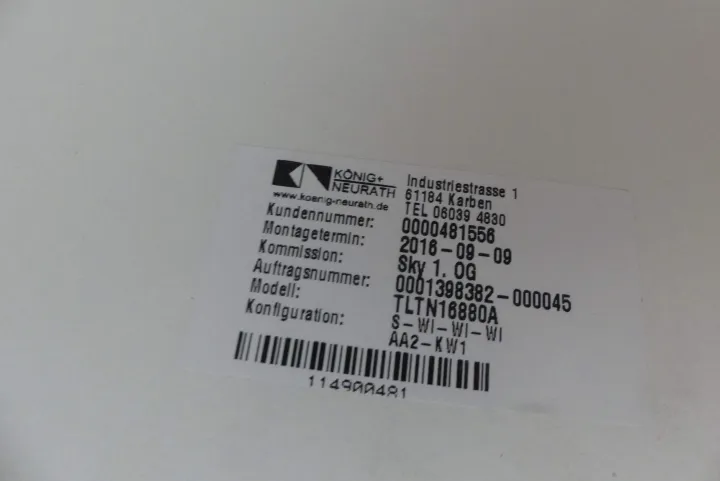 KÖNIG+
NEURATH
www.koenig-neurath.de
Industriestrasse 1
61184 Karben
TEL 06039 4830
Kundennummer: 0000481556
Montagetermin: 2016-09-09
Kommission: Sky 1. OG
Auftragsnummer: 0001398382-000045
Modell: TLTN16880A
Konfiguration: S-WI-WI-WI
AA2-KW1
114900481